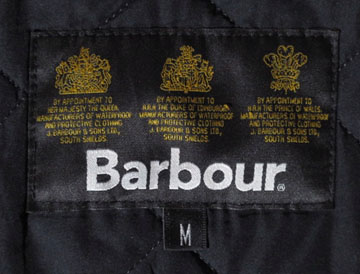 BY APPOINTMENT TO
HER MAJESTY THE QUEEN
MANUFACTURERS OF WATERPROOF
AND PROTECTIVE CLOTHING
J. BARBOUR & SONS LTD.,
SOUTH SHIELDS.
BY APPOINTMENT TO
H.R.H THE DUKE OF EDINBURGH
MANUFACTURERS OF WATERPROOF
AND PROTECTIVE CLOTHING
J. BARBOUR & SONS LTD.,
SOUTH SHIELDS.
BY APPOINTMENT TO
H.R.H THE PRINCE OF WALES
MANUFACTURERS OF WATERPROOF
AND PROTECTIVE CLOTHING
J. BARBOUR & SONS LTD.,
SOUTH SHIELDS
Barbour®
M